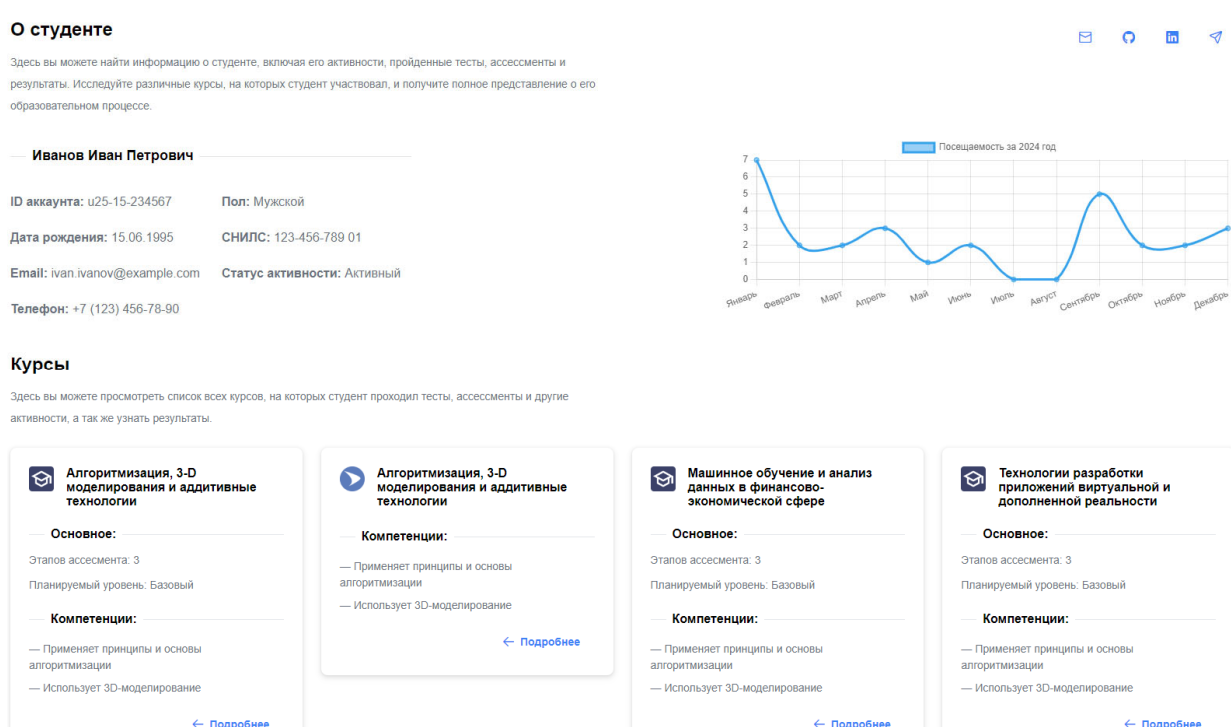 О студенте
Здесь вы можете найти информацию о студенте, включая его активности, пройденные тесты, ассессменты и
результаты. Исследуйте различные курсы, на которых студент участвовал, и получите полное представление о его
образовательном процессе.
Иванов Иван Петрович
ID аккаунта: u25-15-234567
Пол: Мужской
Дата рождения: 15.06.1995
СНИЛС: 123-456-789 01
Email: ivan.ivanov@example.com
Статус активности: Активный
Телефон: +7 (123) 456-78-90
Посещаемость за 2024 год
7
6
5
4
3
2
1
0
Январь
Февраль
Март
Апрель
Май
Июнь
Июль
Август
Сентябрь
Октябрь
Ноябрь
Декабрь
Курсы
Здесь вы можете просмотреть список всех курсов, на которых студент проходил тесты, ассессменты и другие
активности, а так же узнать результаты.
Алгоритмизация, 3-D
моделирования и аддитивные
технологии
Основное:
Этапов ассесмента: 3
Планируемый уровень: Базовый
Компетенции:
— Применяет принципы и основы
алгоритмизации
— Использует 3D-моделирование
Подробнее
Алгоритмизация, 3-D
моделирования и аддитивные
технологии
Компетенции:
— Применяет принципы и основы
алгоритмизации
— Использует 3D-моделирование
Подробнее
Машинное обучение и анализ
данных в финансово-
экономической сфере
Основное:
Этапов ассесмента: 3
Планируемый уровень: Базовый
Компетенции:
— Применяет принципы и основы
алгоритмизации
— Использует 3D-моделирование
Подробнее
Технологии разработки
приложений виртуальной и
дополненной реальности
Основное:
Этапов ассесмента: 3
Планируемый уровень: Базовый
Компетенции:
— Применяет принципы и основы
алгоритмизации
— Использует 3D-моделирование
Подробнее